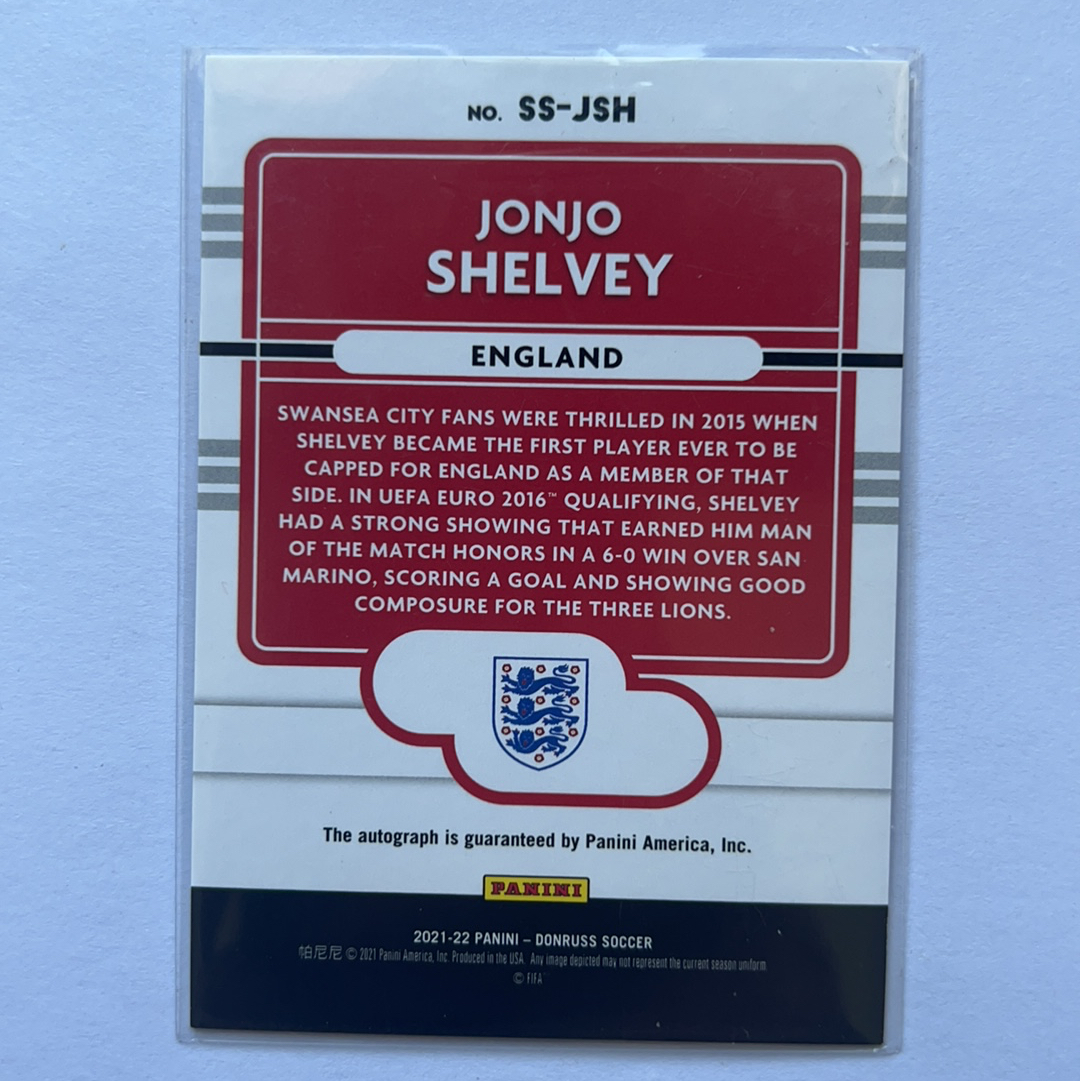 NO. SS-JSH
JONJO
SHELVEY
ENGLAND
SWANSEA CITY FANS WERE THRILLED IN 2015 WHEN
SHELVEY BECAME THE FIRST PLAYER EVER TO BE
CAPPED FOR ENGLAND AS A MEMBER OF THAT
SIDE. IN UEFA EURO 2016™ QUALIFYING, SHELVEY
HAD A STRONG SHOWING THAT EARNED HIM MAN
OF THE MATCH HONORS IN A 6-0 WIN OVER SAN
MARINO, SCORING A GOAL AND SHOWING GOOD
COMPOSURE FOR THE THREE LIONS.
The autograph is guaranteed by Panini America, Inc.
PANINI
2021-22 PANINI – DONRUSS SOCCER
帕尼尼 © 2021 Panini America, Inc. Produced in the USA. Any image depicted may not represent the current season uniform
© FIFA